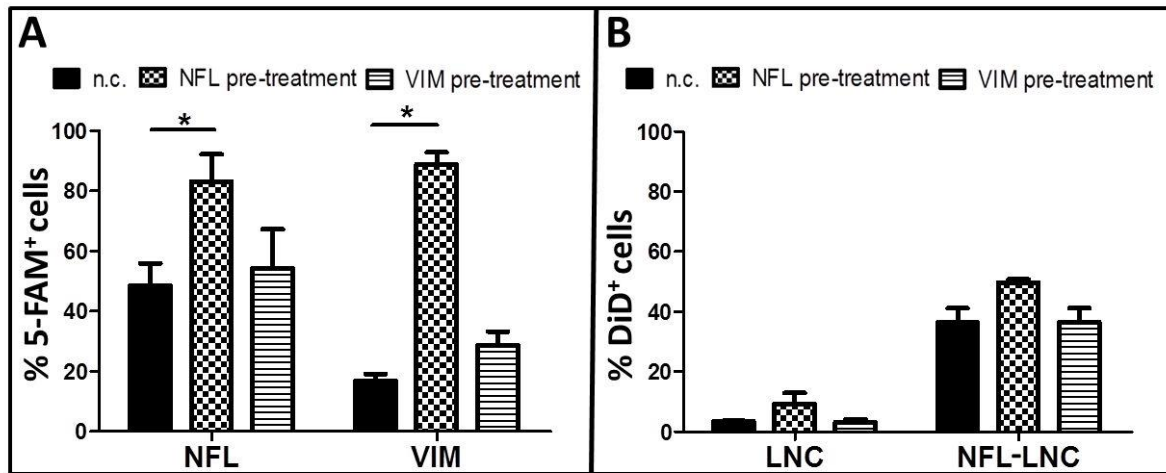 A
n.c. NFL pre-treatment VIM pre-treatment
*
*
% 5-FAM⁺ cells
100
80
60
40
20
0
NFL VIM
B
n.c. NFL pre-treatment VIM pre-treatment
% DiD⁺ cells
100
80
60
40
20
0
LNC NFL-LNC